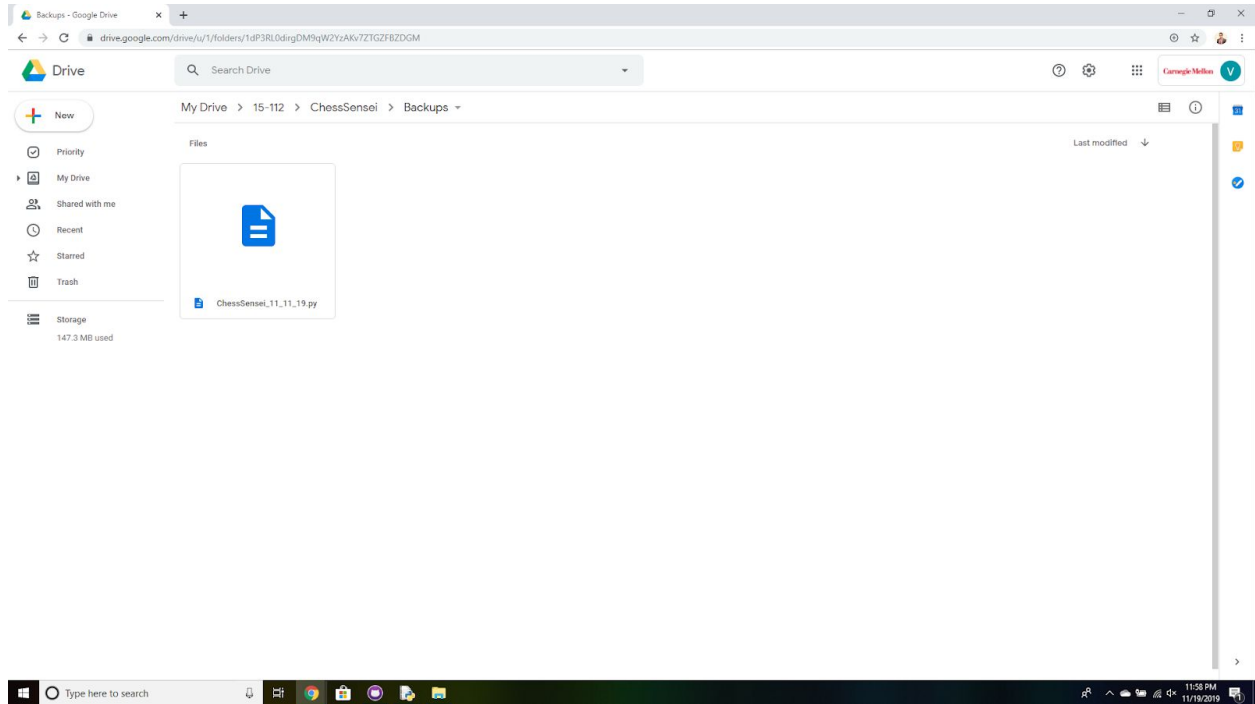 Backups - Google Drive
drive.google.com/drive/u/1/folders/1dP3RL0dirgDM9qW2YzAKv7ZTGZFBZDGM
Drive
Search Drive
Carnegie Mellon
V
New
My Drive > 15-112 > ChessSensei > Backups
31
Files
Last modified
Priority
My Drive
Shared with me
Recent
Starred
Trash
ChessSensei_11_11_19.py
Storage
147.3 MB used
Type here to search
11:58 PM
11/19/2019
1